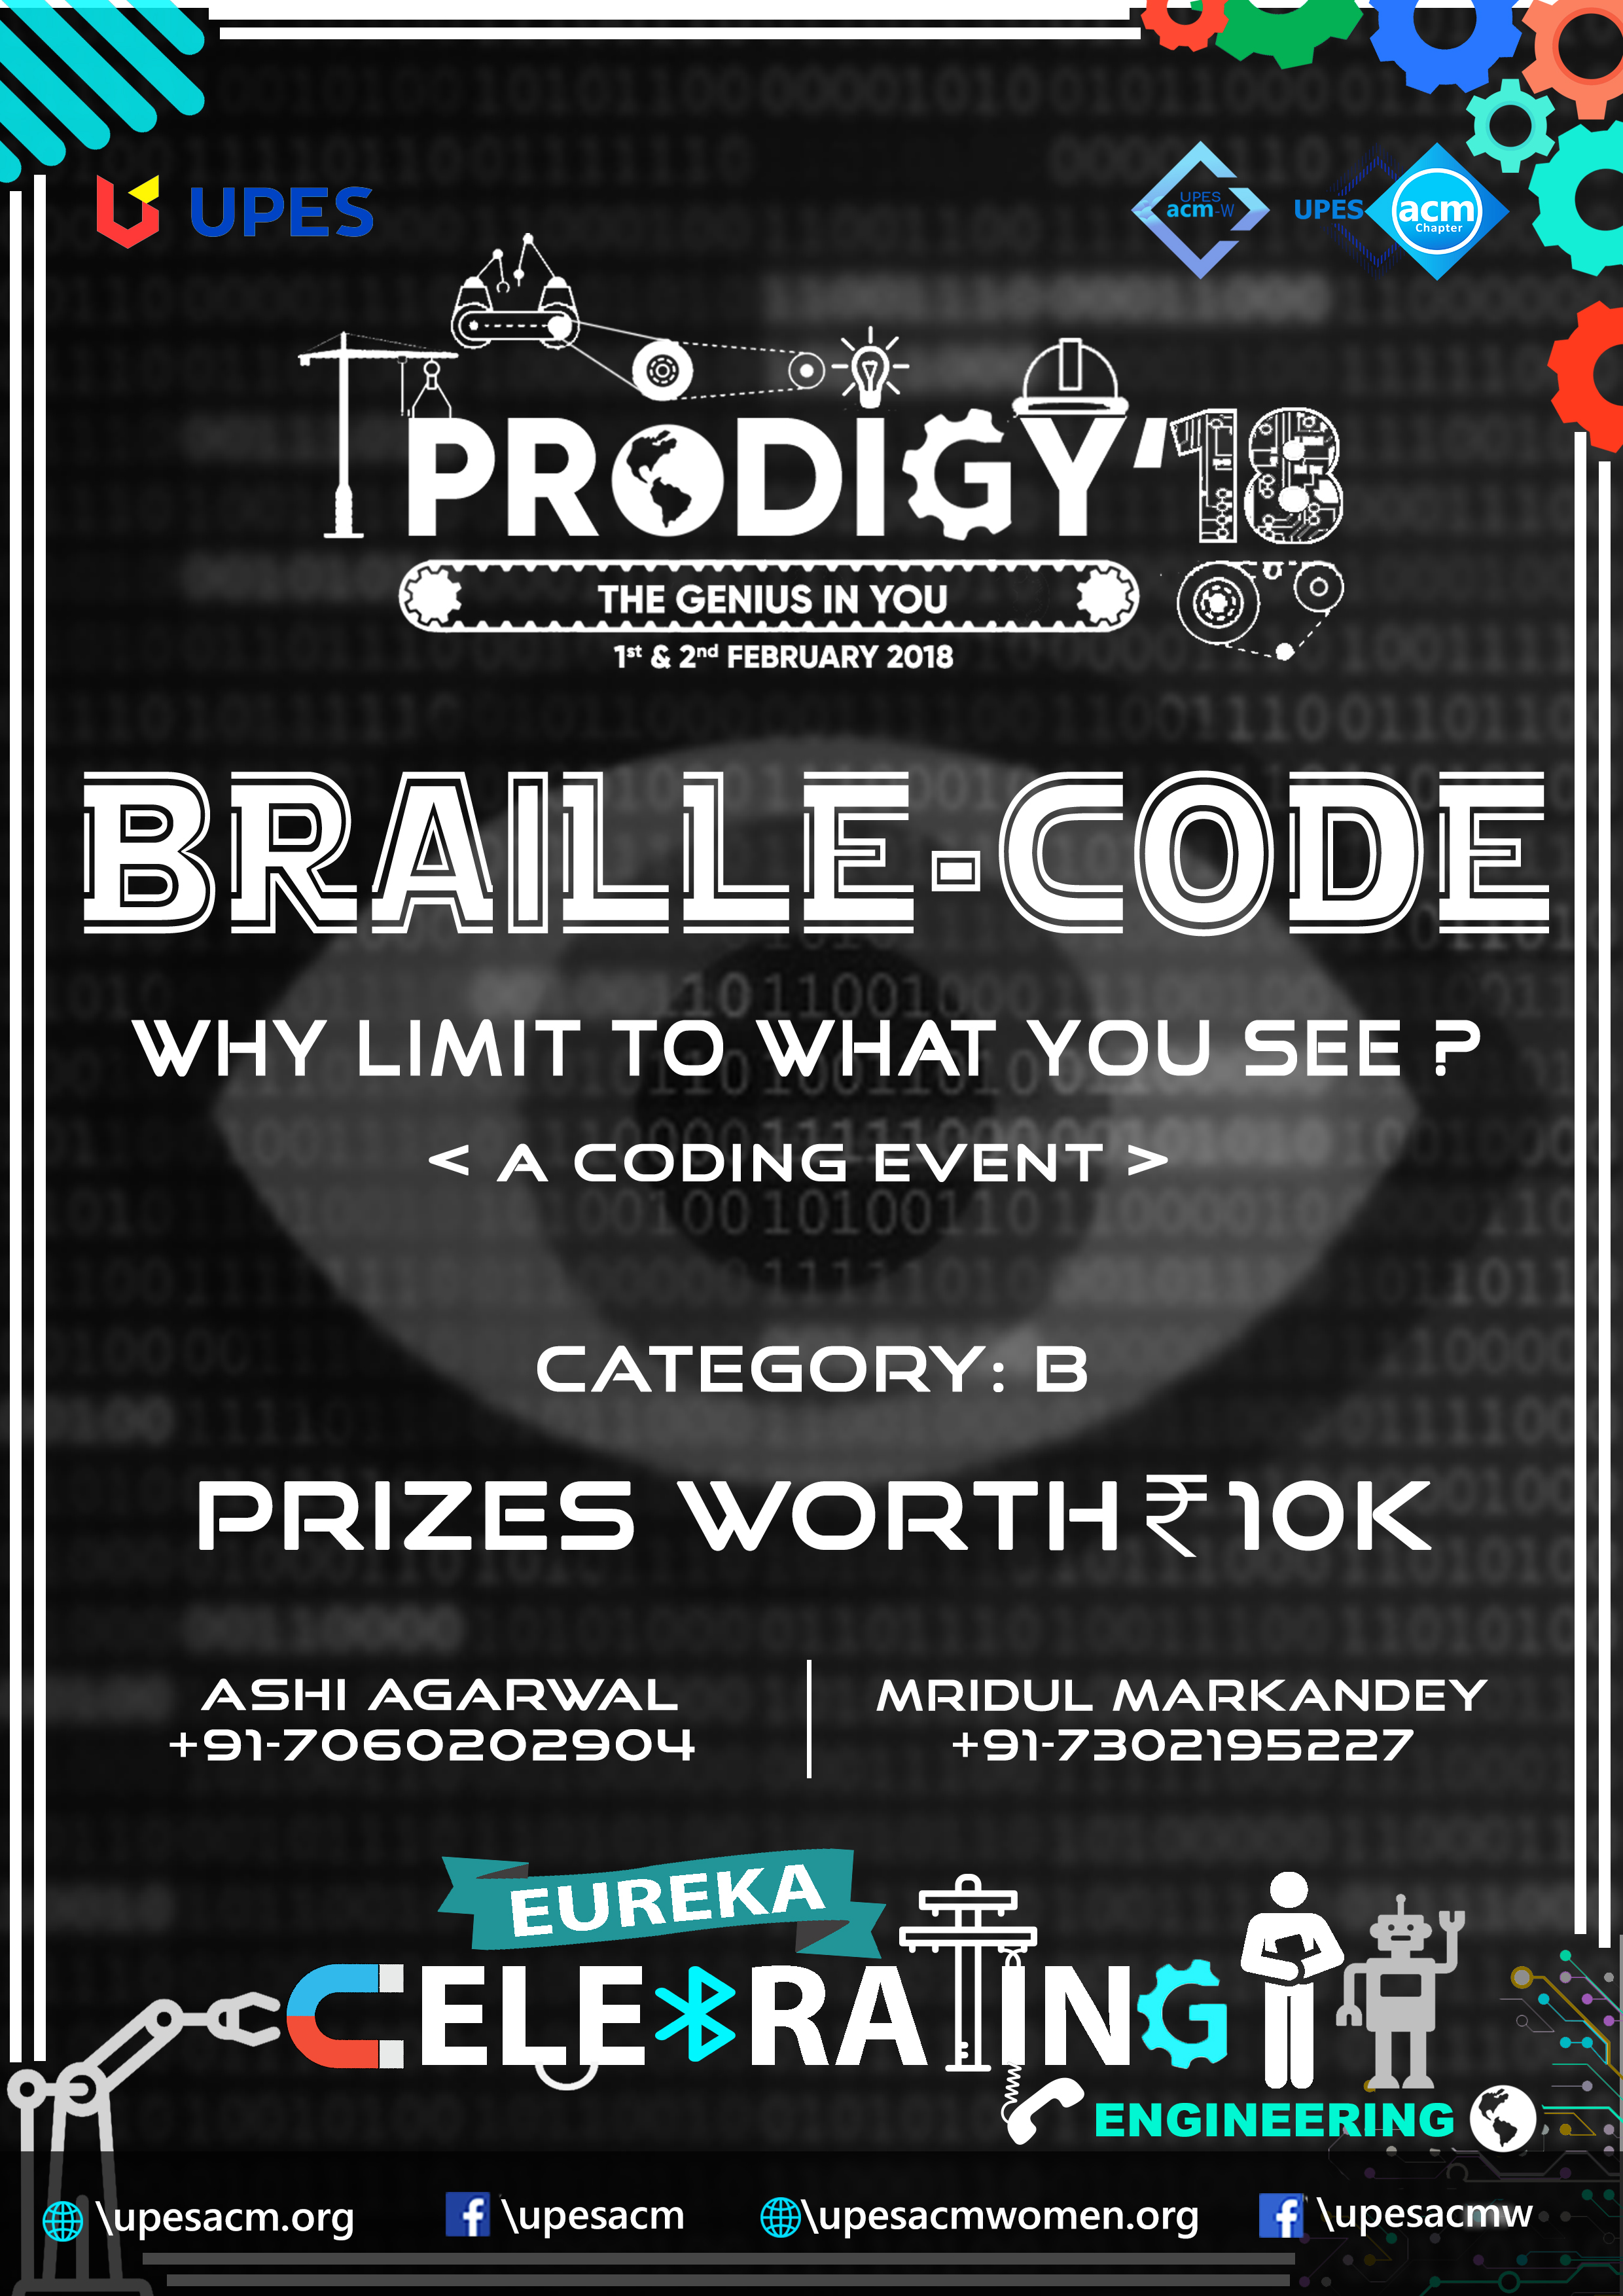 UPES
UPES
acm-W
UPES
acm
Chapter
PRODIGY'18
THE GENIUS IN YOU
1st & 2nd FEBRUARY 2018
BRAILLE-CODE
WHY LIMIT TO WHAT YOU SEE ?
< A CODING EVENT >
CATEGORY: B
PRIZES WORTH ₹ 10K
ASHI AGARWAL
+91-7060202904
MRIDUL MARKANDEY
+91-7302195227
EUREKA
CELEBRATING
ENGINEERING
\upesacm.org
\upesacm
\upesacmwomen.org
\upesacmw